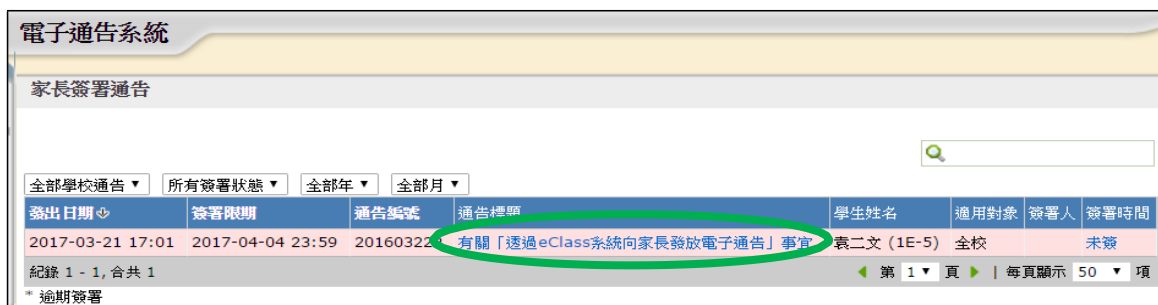 電子通告系統
家長簽署通告
全部學校通告 ▼ 所有簽署狀態 ▼ 全部年 ▼ 全部月 ▼
發出日期 簽署限期 通告編號 通告標題 學生姓名 適用對象 簽署人 簽署時間
2017-03-21 17:01 2017-04-04 23:59 20160322 有關「透過eClass系統向家長發放電子通告」事宜 袁二文 (1E-5) 全校 未簽
紀錄 1 - 1, 合共 1 第 1 ▼ 頁 | 每頁顯示 50 ▼ 項
* 逾期簽署